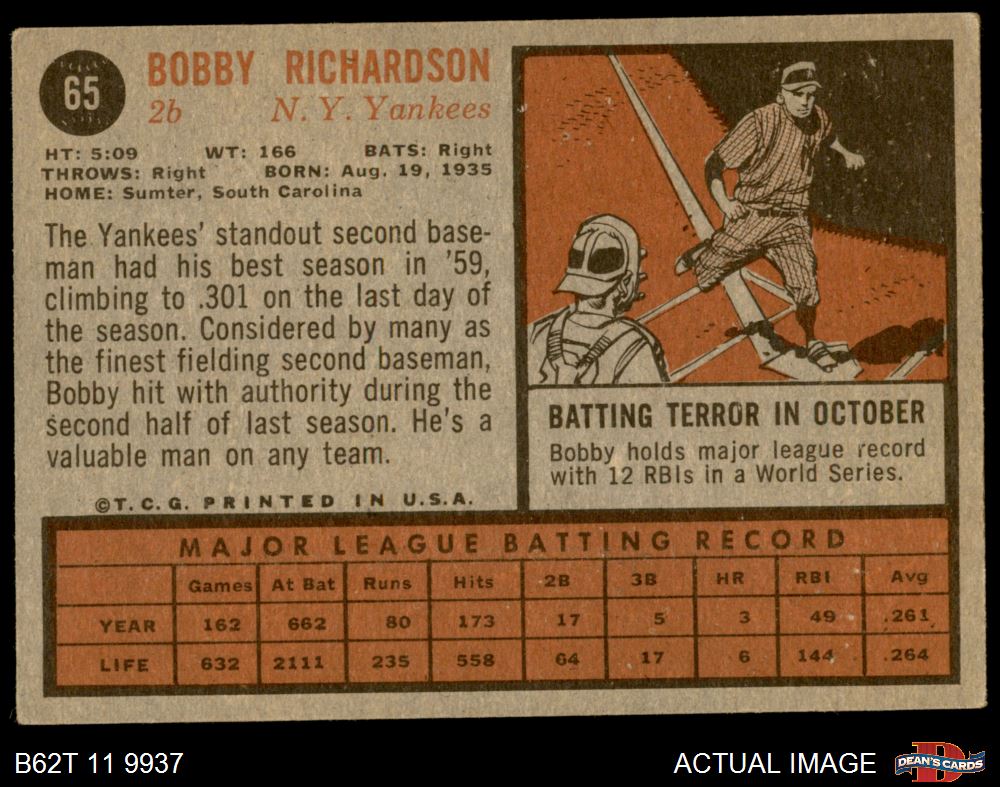 65
BOBBY RICHARDSON
2b N. Y. Yankees
HT: 5:09 WT: 166 BATS: Right
THROWS: Right BORN: Aug. 19, 1935
HOME: Sumter, South Carolina
The Yankees' standout second base-
man had his best season in '59,
climbing to .301 on the last day of
the season. Considered by many as
the finest fielding second baseman,
Bobby hit with authority during the
second half of last season. He's a
valuable man on any team.
©T. C. G. PRINTED IN U.S.A.
BATTING TERROR IN OCTOBER
Bobby holds major league record
with 12 RBIs in a World Series.
MAJOR LEAGUE BATTING RECORD
Games At Bat Runs Hits 2B 3B HR RBI Avg
YEAR 162 662 80 173 17 5 3 49 .261
LIFE 632 2111 235 558 64 17 6 144 .264
B62T 11 9937
ACTUAL IMAGE
D
DEAN'S CARDS